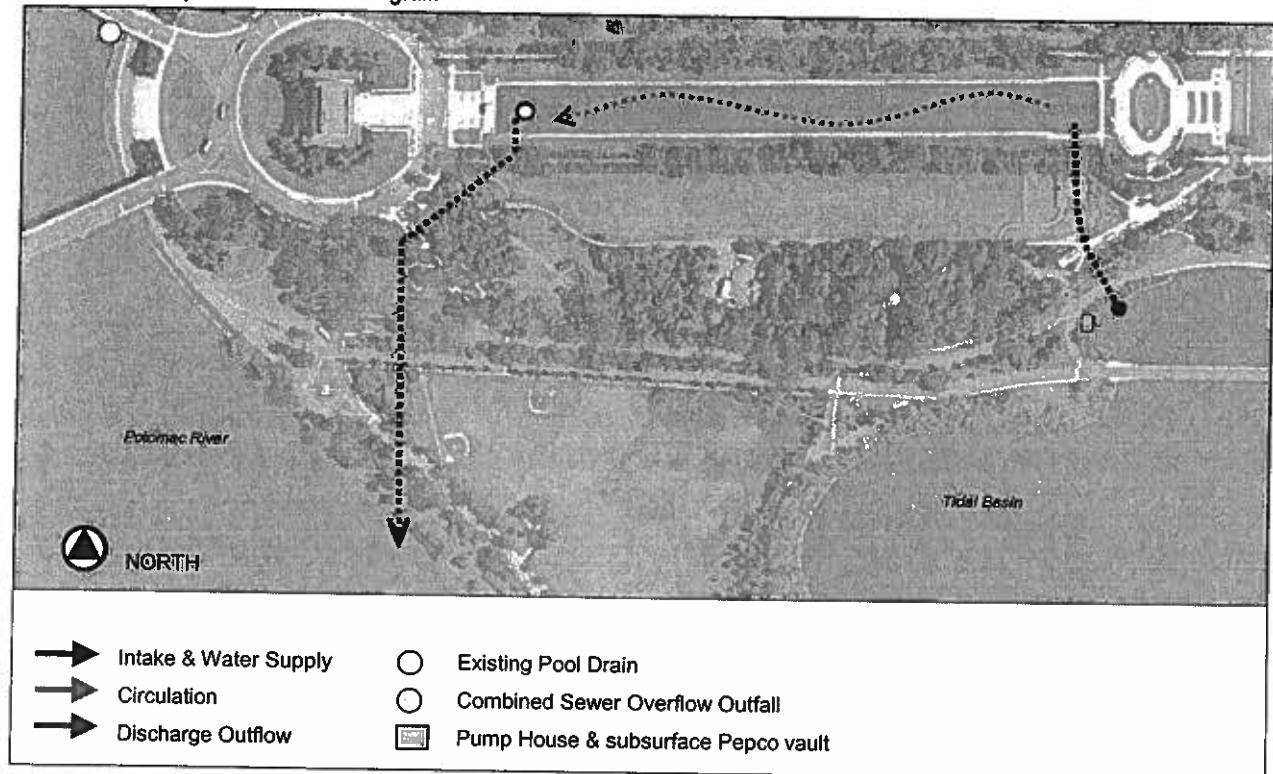 Potomac River
Tidal Basin
NORTH
Intake & Water Supply
Circulation
Discharge Outflow
Existing Pool Drain
Combined Sewer Overflow Outfall
Pump House & subsurface Pepco vault